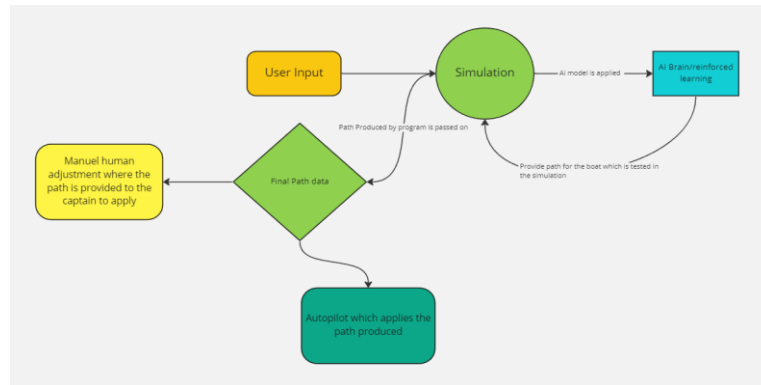 User Input
Simulation
AI model is applied
AI Brain/reinforced
learning
Path Produced by program is passed on
Provide path for the boat which is tested in
the simulation
Manuel human
adjustment where the
path is provided to the
captain to apply
Final Path data
Autopilot which applies the
path produced